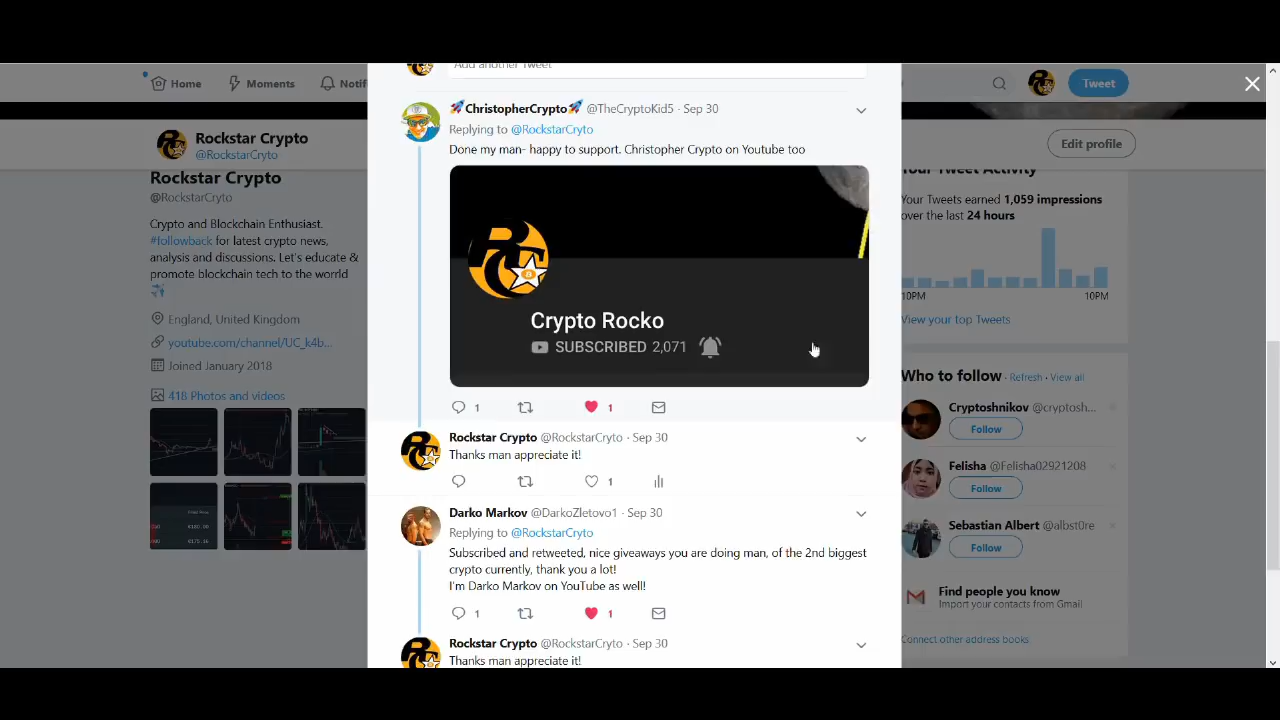 Add another Tweet
Home
Moments
Notif
Tweet
Rockstar Crypto
@RockstarCryto
Edit profile
Rockstar Crypto
@RockstarCryto
Crypto and Blockchain Enthusiast.
#followback for latest crypto news,
analysis and discussions. Let's educate &
promote blockchain tech to the world
England, United Kingdom
youtube.com/channel/UC_k4b...
Joined January 2018
418 Photos and videos
🚀ChristopherCrypto🚀 @TheCryptoKid5 · Sep 30
Replying to @RockstarCryto
Done my man- happy to support. Christopher Crypto on Youtube too
Crypto Rocko
SUBSCRIBED 2,071
1 1
Rockstar Crypto @RockstarCryto · Sep 30
Thanks man appreciate it!
1
Darko Markov @DarkoZletovo1 · Sep 30
Replying to @RockstarCryto
Subscribed and retweeted, nice giveaways you are doing man, of the 2nd biggest
crypto currently, thank you a lot!
I'm Darko Markov on YouTube as well!
1 1
Rockstar Crypto @RockstarCryto · Sep 30
Thanks man appreciate it!
Your Tweet Activity
Your Tweets earned 1,059 impressions
over the last 24 hours
10PM 10PM
View your top Tweets
Who to follow · Refresh · View all
Cryptoshnikov @cryptosh...
Follow
Felisha @Felisha02921208
Follow
Sebastian Albert @albst0re
Follow
Find people you know
Import your contacts from Gmail
Connect other address books